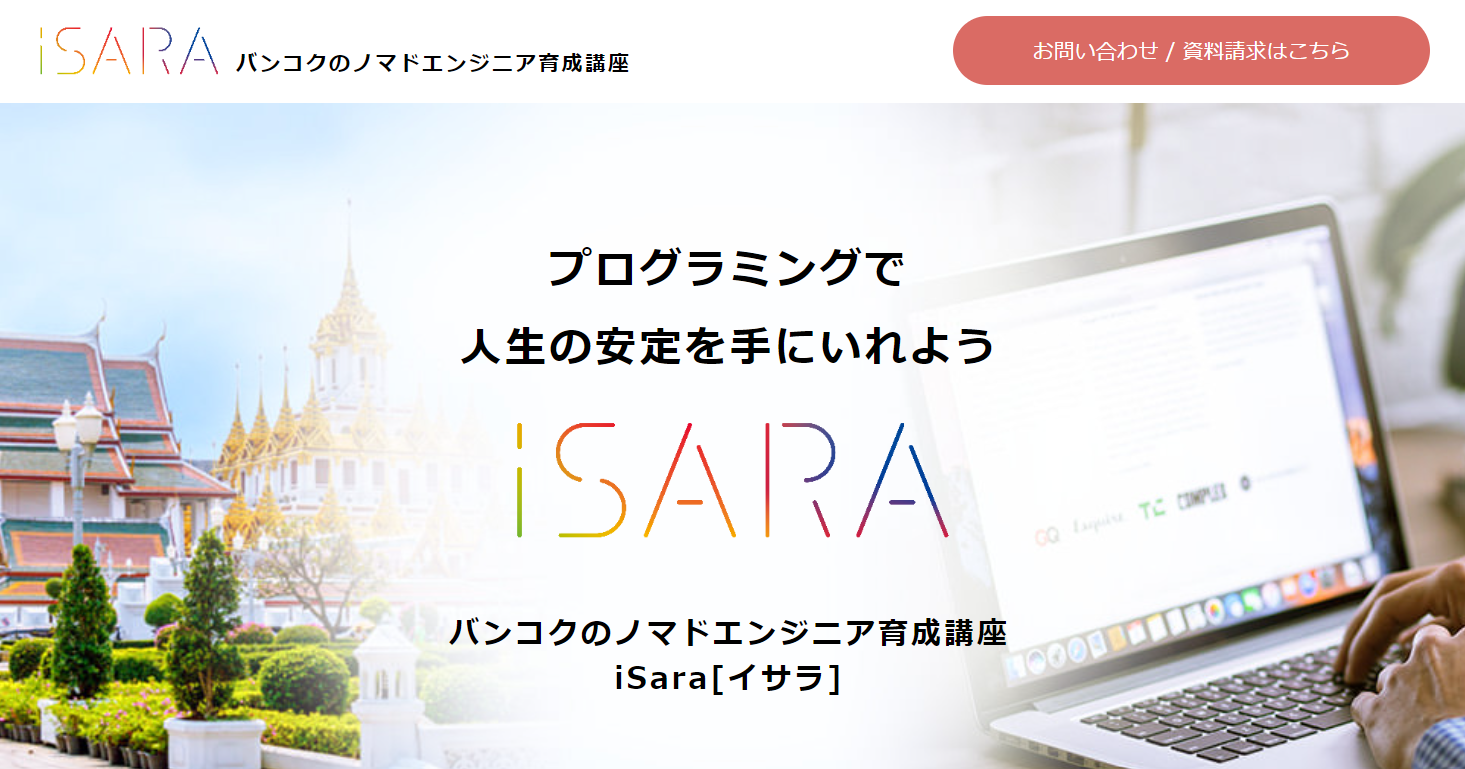 iSARA バンコクのノマドエンジニア育成講座
お問い合わせ / 資料請求はこちら
プログラミングで
人生の安定を手にいれよう
iSARA
バンコクのノマドエンジニア育成講座
iSara[イサラ]
GQ Esquire TC COMPLEX